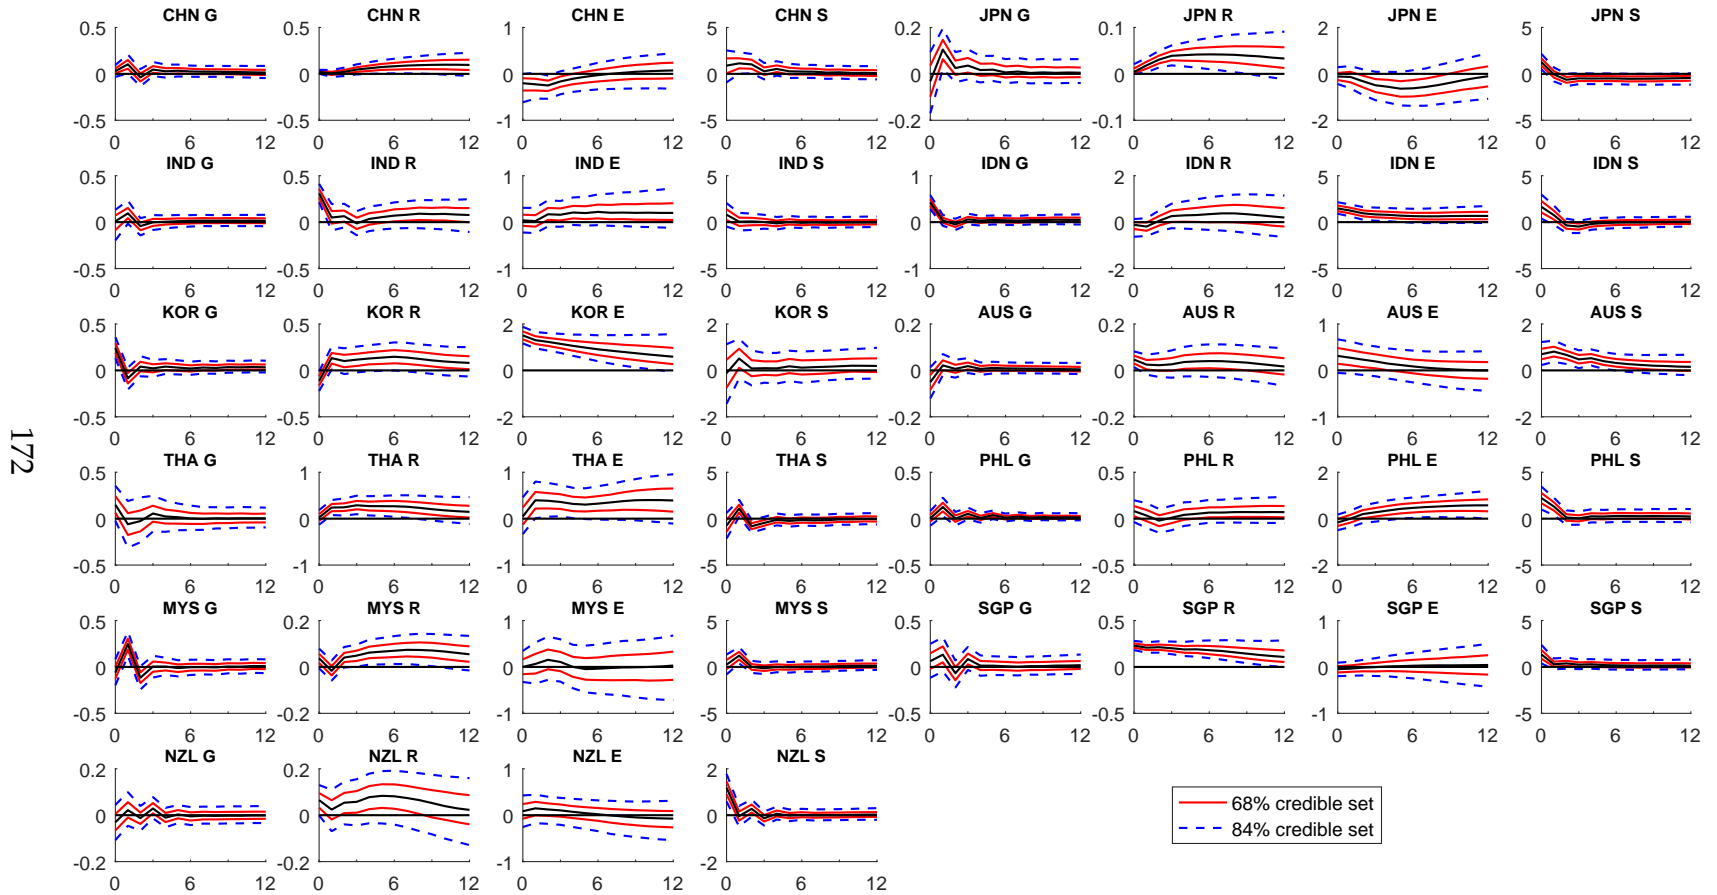 CHN G CHN R CHN E CHN S JPN G JPN R JPN E JPN S
0.5 0.5 1 5 0.2 0.1 2 5
0 0 0 0 0 0 0 0
-0.5 -0.5 -1 -5 -0.2 -0.1 -2 -5
0 6 12 0 6 12 0 6 12 0 6 12 0 6 12 0 6 12 0 6 12 0 6 12
IND G IND R IND E IND S IDN G IDN R IDN E IDN S
0.5 0.5 1 5 1 2 5 5
0 0 0 0 0 0 0 0
-0.5 -0.5 -1 -5 -1 -2 -5 -5
0 6 12 0 6 12 0 6 12 0 6 12 0 6 12 0 6 12 0 6 12 0 6 12
KOR G KOR R KOR E KOR S AUS G AUS R AUS E AUS S
0.5 0.5 2 2 0.2 0.2 1 2
0 0 0 0 0 0 0 0
-0.5 -0.5 -2 -2 -0.2 -0.2 -1 -2
0 6 12 0 6 12 0 6 12 0 6 12 0 6 12 0 6 12 0 6 12 0 6 12
172
THA G THA R THA E THA S PHL G PHL R PHL E PHL S
0.5 1 1 5 0.5 0.5 2 5
0 0 0 0 0 0 0 0
-0.5 -1 -1 -5 -0.5 -0.5 -2 -5
0 6 12 0 6 12 0 6 12 0 6 12 0 6 12 0 6 12 0 6 12 0 6 12
MYS G MYS R MYS E MYS S SGP G SGP R SGP E SGP S
0.5 0.2 1 5 0.5 0.5 1 5
0 0 0 0 0 0 0 0
-0.5 -0.2 -1 -5 -0.5 -0.5 -1 -5
0 6 12 0 6 12 0 6 12 0 6 12 0 6 12 0 6 12 0 6 12 0 6 12
NZL G NZL R NZL E NZL S
0.2 0.2 1 2
0 0 0 0
-0.2 -0.2 -1 -2
0 6 12 0 6 12 0 6 12 0 6 12
68% credible set
84% credible set